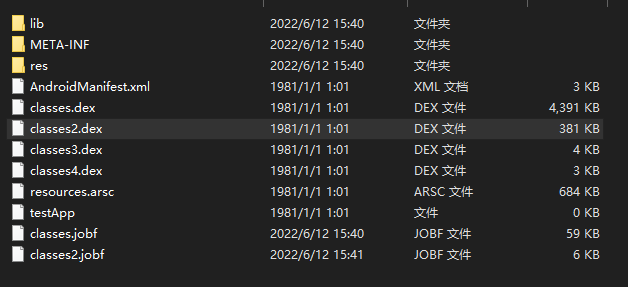 lib 2022/6/12 15:40 文件夹
META-INF 2022/6/12 15:40 文件夹
res 2022/6/12 15:40 文件夹
AndroidManifest.xml 1981/1/1 1:01 XML 文档 3 KB
classes.dex 1981/1/1 1:01 DEX 文件 4,391 KB
classes2.dex 1981/1/1 1:01 DEX 文件 381 KB
classes3.dex 1981/1/1 1:01 DEX 文件 4 KB
classes4.dex 1981/1/1 1:01 DEX 文件 3 KB
resources.arsc 1981/1/1 1:01 ARSC 文件 684 KB
testApp 1981/1/1 1:01 文件 0 KB
classes.jobf 2022/6/12 15:40 JOBF 文件 59 KB
classes2.jobf 2022/6/12 15:41 JOBF 文件 6 KB